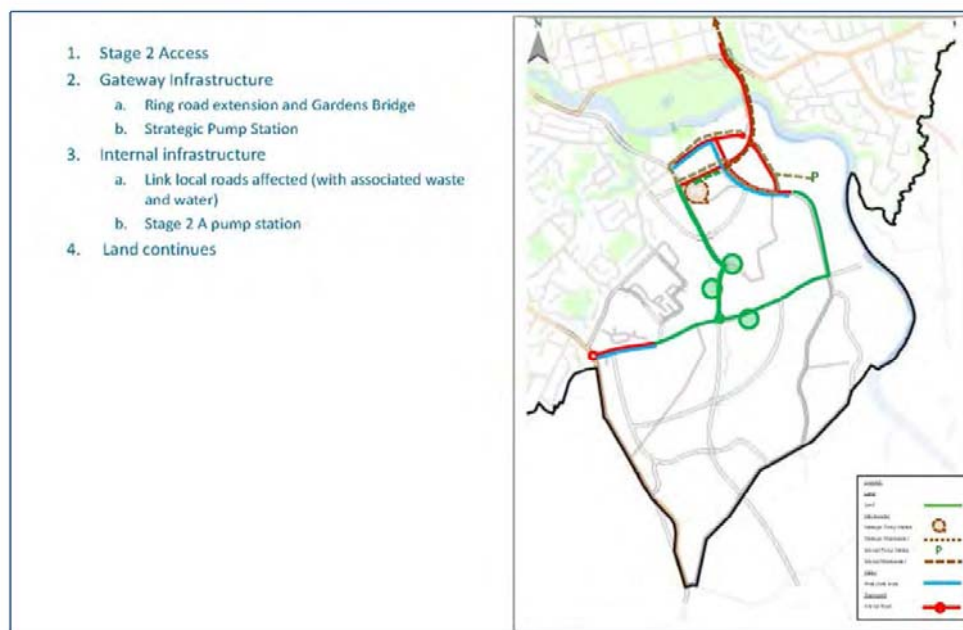 1. Stage 2 Access
2. Gateway Infrastructure
a. Ring road extension and Gardens Bridge
b. Strategic Pump Station
3. Internal infrastructure
a. Link local roads affected (with associated waste
and water)
b. Stage 2 A pump station
4. Land continues
N
P
P